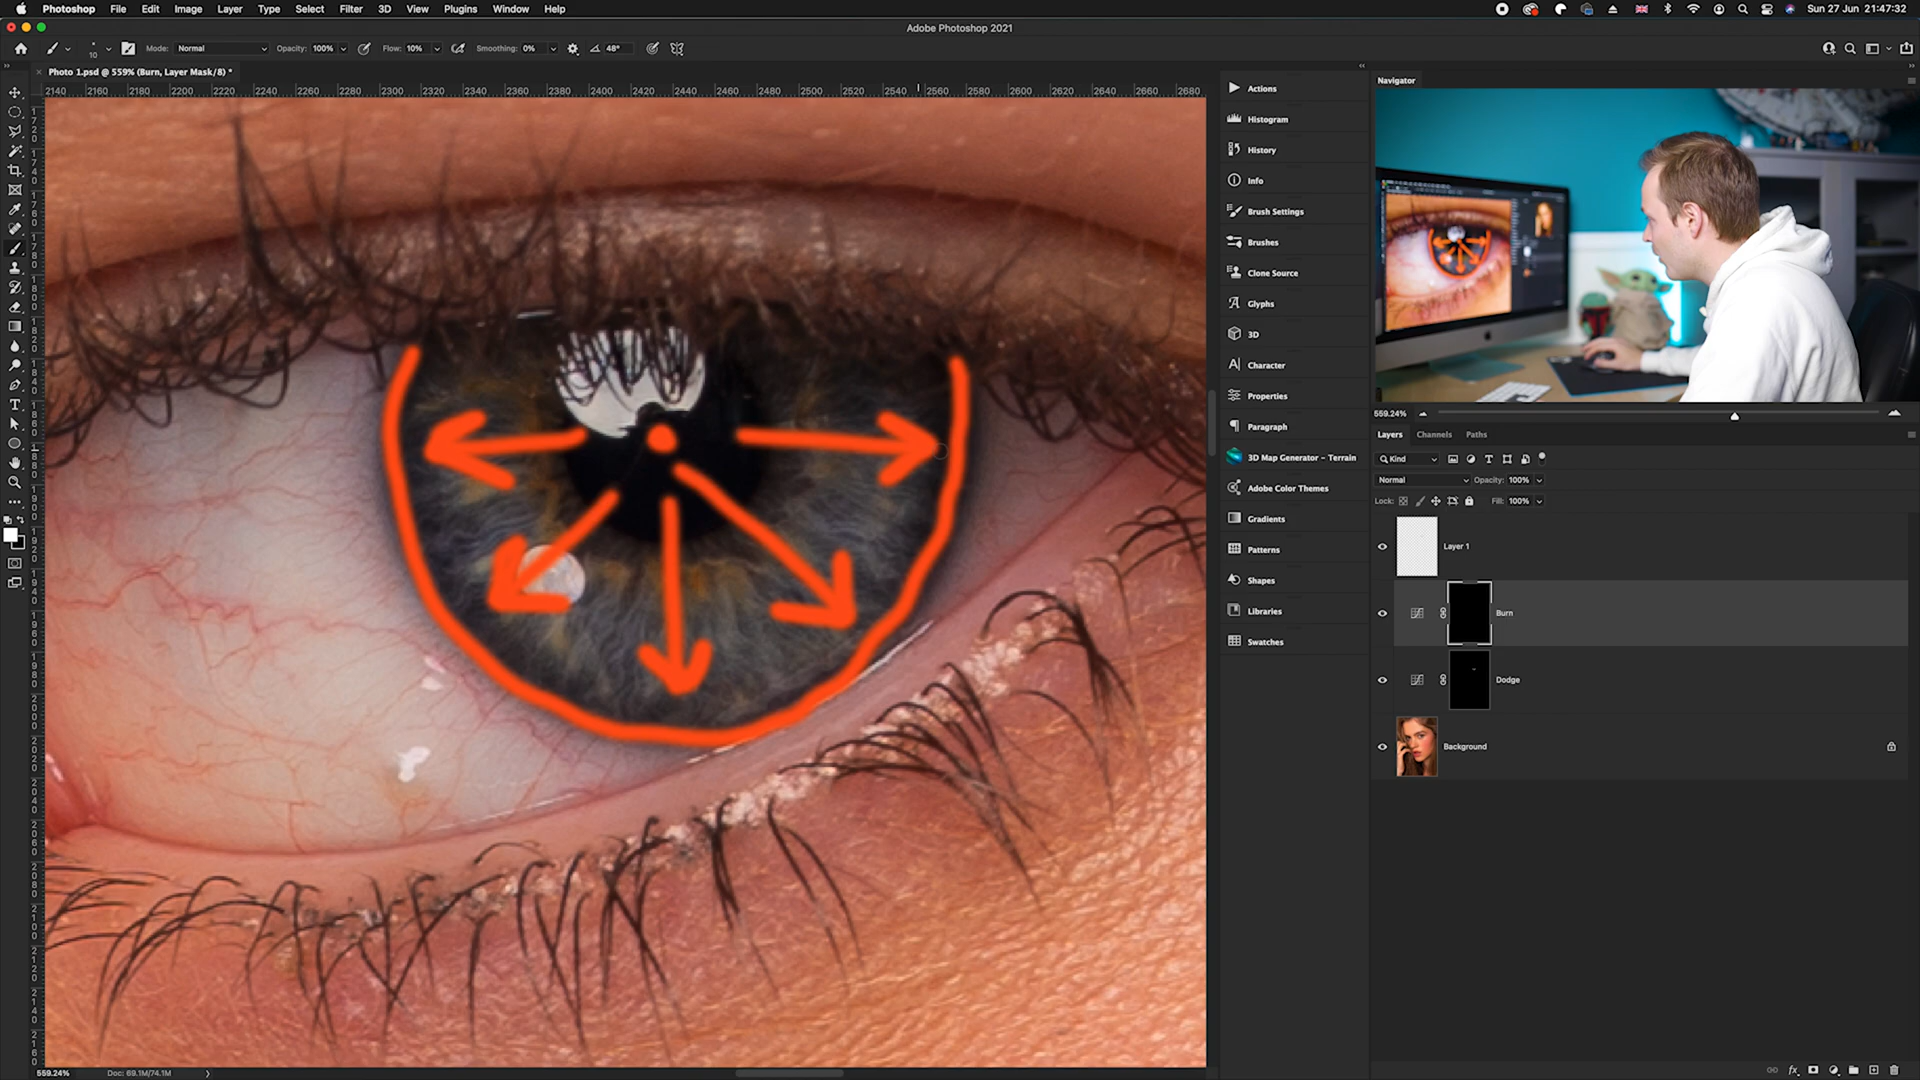 Photoshop File Edit Image Layer Type Select Filter 3D View Plugins Window Help Sun 27 Jun 21:47:32
Adobe Photoshop 2021
10 Mode: Normal Opacity: 100% Flow: 10% Smoothing: 0% 48°
Photo 1.psd @ 559% (Burn, Layer Mask/8) *
2140 2160 2180 2200 2220 2240 2260 2280 2300 2320 2340 2360 2380 2400 2420 2440 2460 2480 2500 2520 2540 2560 2580 2600 2620 2640 2660 2680
Actions
Histogram
History
Info
Brush Settings
Brushes
Clone Source
Glyphs
3D
Character
Properties
Paragraph
3D Map Generator – Terrain
Adobe Color Themes
Gradients
Patterns
Shapes
Libraries
Swatches
Navigator
559.24%
Layers Channels Paths
Kind
Normal Opacity: 100%
Lock: Fill: 100%
Layer 1
Burn
Dodge
Background
559.24% Doc: 69.1M/74.1M